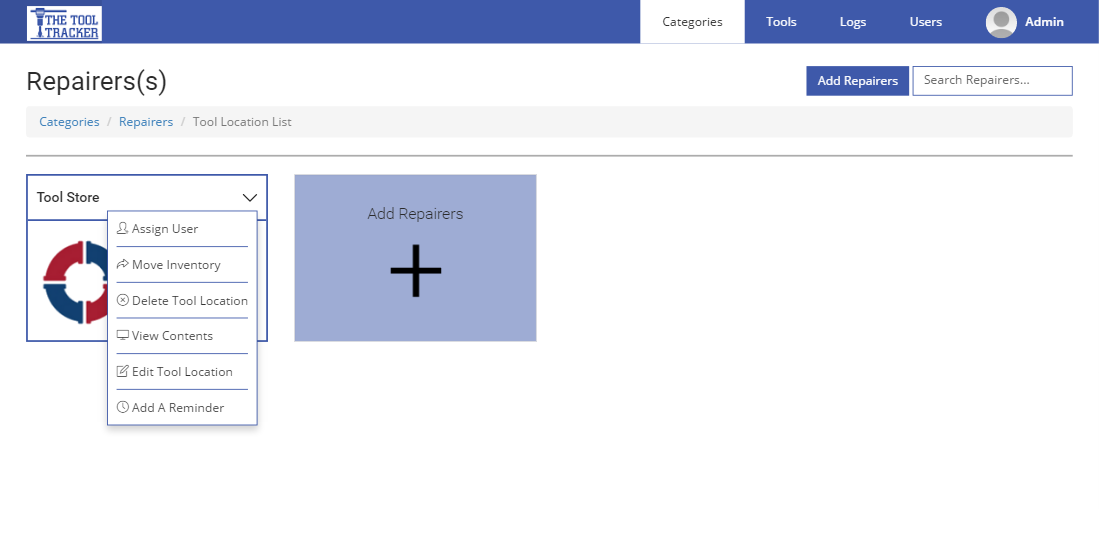 THE TOOL
TRACKER
Categories Tools Logs Users Admin
Repairers(s)
Add Repairers Search Repairers...
Categories / Repairers / Tool Location List
Tool Store
Add Repairers
Assign User
Move Inventory
Delete Tool Location
View Contents
Edit Tool Location
Add A Reminder